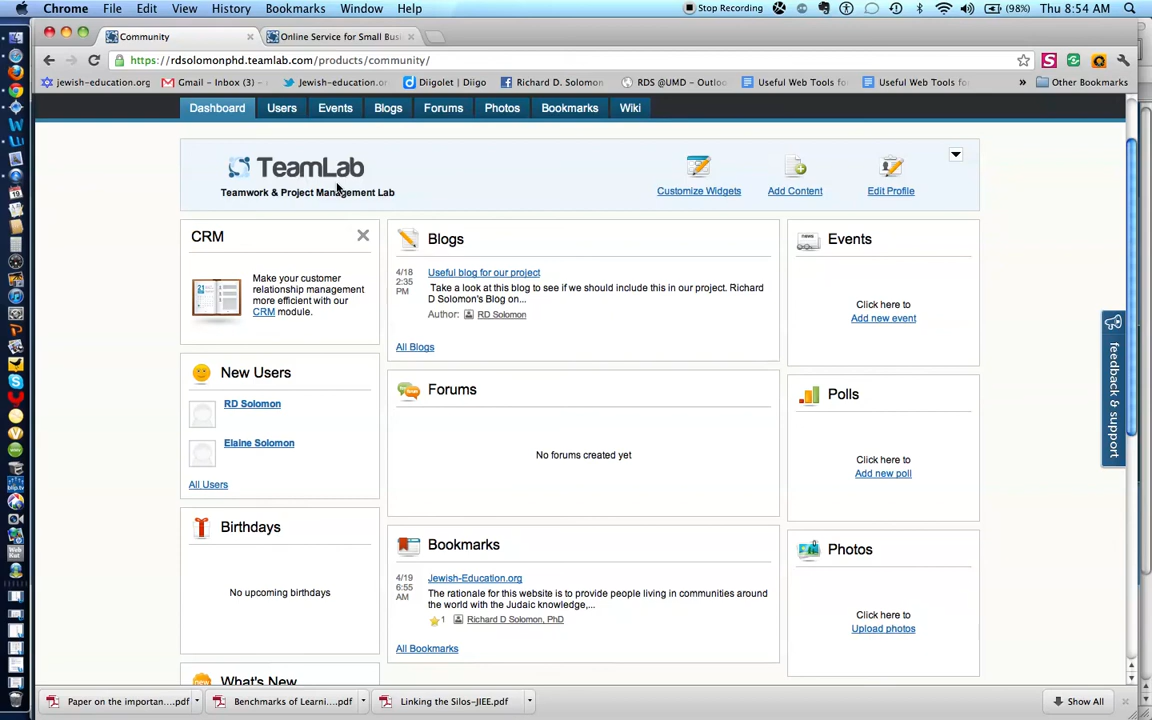 Chrome File Edit View History Bookmarks Window Help Stop Recording (98%) Thu 8:54 AM
Community Online Service for Small Busi
https://rdsolomonphd.teamlab.com/products/community/
jewish-education.org Gmail - Inbox (3) - Jewish-education.or Diigolet | Diigo Richard D. Solomon RDS @UMD – Outlo Useful Web Tools f Useful Web Tools f » Other Bookmarks
Dashboard Users Events Blogs Forums Photos Bookmarks Wiki
TeamLab
Teamwork & Project Management Lab
Customize Widgets Add Content Edit Profile
CRM
Make your customer
relationship management
more efficient with our
CRM module.
New Users
RD Solomon
Elaine Solomon
All Users
Birthdays
No upcoming birthdays
What's New
Blogs
4/18
2:35
PM
Useful blog for our project
Take a look at this blog to see if we should include this in our project. Richard
D Solomon's Blog on...
Author: RD Solomon
All Blogs
Forums
No forums created yet
Bookmarks
4/19
6:55
AM
Jewish-Education.org
The rationale for this website is to provide people living in communities around
the world with the Judaic knowledge,...
1 Richard D Solomon, PhD
All Bookmarks
Events
news
Click here to
Add new event
Polls
Click here to
Add new poll
Photos
Click here to
Upload photos
feedback & support
Paper on the importan....pdf Benchmarks of Learni....pdf Linking the Silos-JIEE.pdf Show All